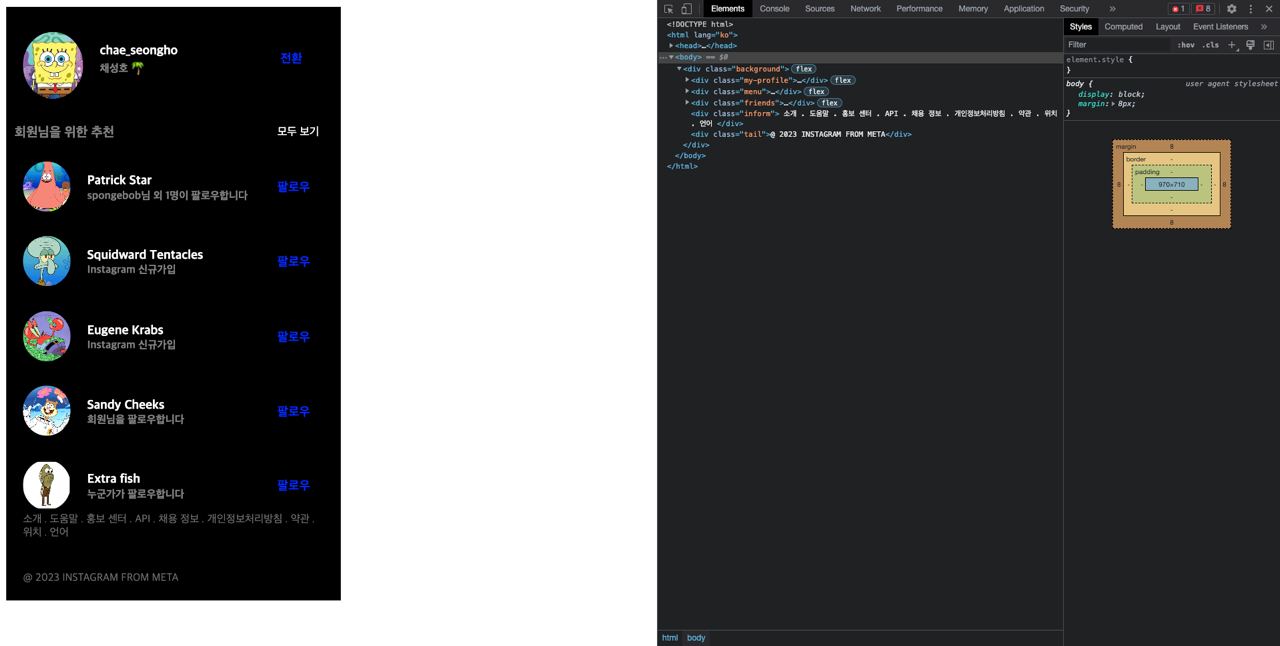 chae_seongho
채성호
전환
회원님을 위한 추천
모두 보기
Patrick Star
spongebob님 외 1명이 팔로우합니다
팔로우
Squidward Tentacles
Instagram 신규가입
팔로우
Eugene Krabs
Instagram 신규가입
팔로우
Sandy Cheeks
회원님을 팔로우합니다
팔로우
Extra fish
누군가가 팔로우합니다
팔로우
소개 . 도움말 . 홍보 센터 . API . 채용 정보 . 개인정보처리방침 . 약관 .
위치 . 언어
@ 2023 INSTAGRAM FROM META
Elements Console Sources Network Performance Memory Application Security » 1 8
<!DOCTYPE html>
<html lang="ko">
<head>…</head>
<body> == $0
<div class="background"> flex
<div class="my-profile">…</div> flex
<div class="menu">…</div> flex
<div class="friends">…</div> flex
<div class="inform"> 소개 . 도움말 . 홍보 센터 . API . 채용 정보 . 개인정보처리방침 . 약관 . 위치
. 언어 </div>
<div class="tail">@ 2023 INSTAGRAM FROM META</div>
</div>
</body>
</html>
html body
Styles Computed Layout Event Listeners »
Filter :hov .cls +
element.style {
}
body { user agent stylesheet
display: block;
margin: 8px;
}
margin 8
border -
padding -
8 - - 970×710 - - 8
-
-
8